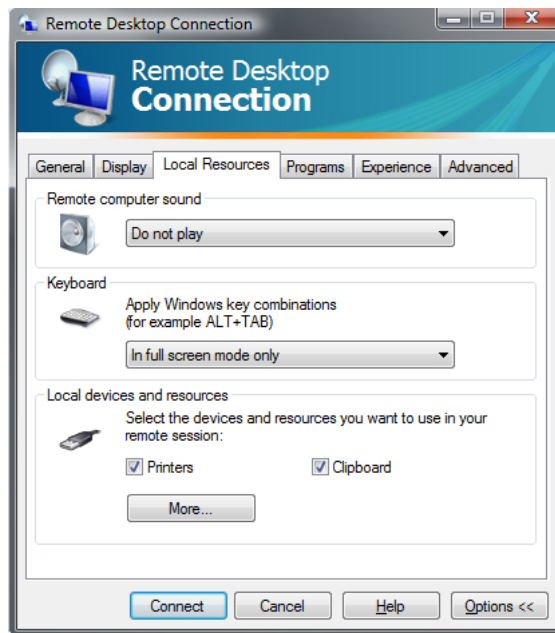 Remote Desktop Connection
Remote Desktop
Connection
General Display Local Resources Programs Experience Advanced
Remote computer sound
Do not play
Keyboard
Apply Windows key combinations
(for example ALT+TAB)
In full screen mode only
Local devices and resources
Select the devices and resources you want to use in your
remote session:
Printers Clipboard
More...
Connect Cancel Help Options <<